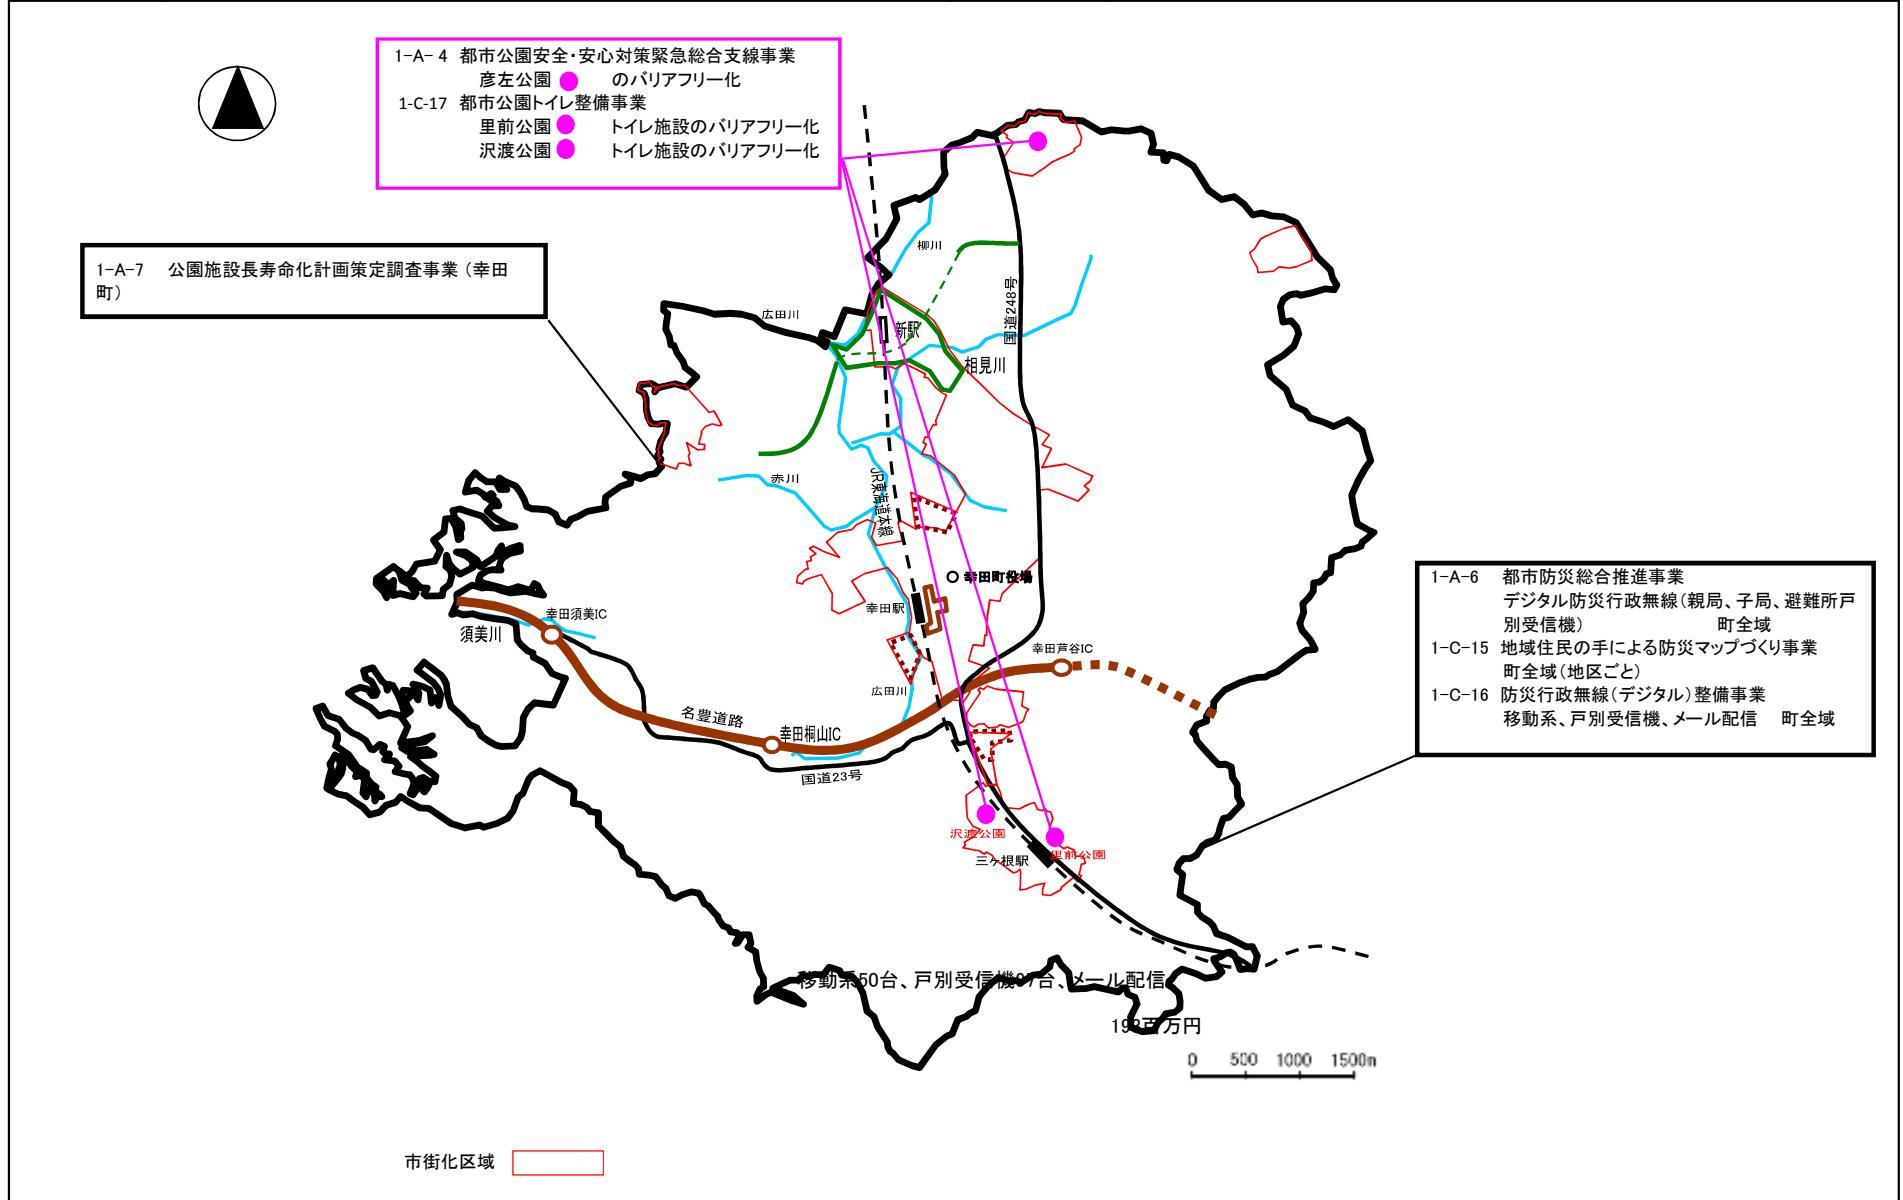 1-A-4 都市公園安全・安心対策緊急総合支線事業
彦左公園 のバリアフリー化
1-C-17 都市公園トイレ整備事業
里前公園 トイレ施設のバリアフリー化
沢渡公園 トイレ施設のバリアフリー化
1-A-7 公園施設長寿命化計画策定調査事業（幸田
町）
柳川
広田川
国道248号
新駅
相見川
赤川
JR東海道本線
幸田町役場
幸田駅
幸田須美IC
須美川
幸田芦谷IC
広田川
名豊道路
幸田桐山IC
国道23号
沢渡公園
里前公園
三ヶ根駅
1-A-6 都市防災総合推進事業
デジタル防災行政無線（親局、子局、避難所戸
別受信機） 町全域
1-C-15 地域住民の手による防災マップづくり事業
町全域（地区ごと）
1-C-16 防災行政無線（デジタル）整備事業
移動系、戸別受信機、メール配信 町全域
移動系50台、戸別受信機97台、メール配信
193百万円
0 500 1000 1500m
市街化区域